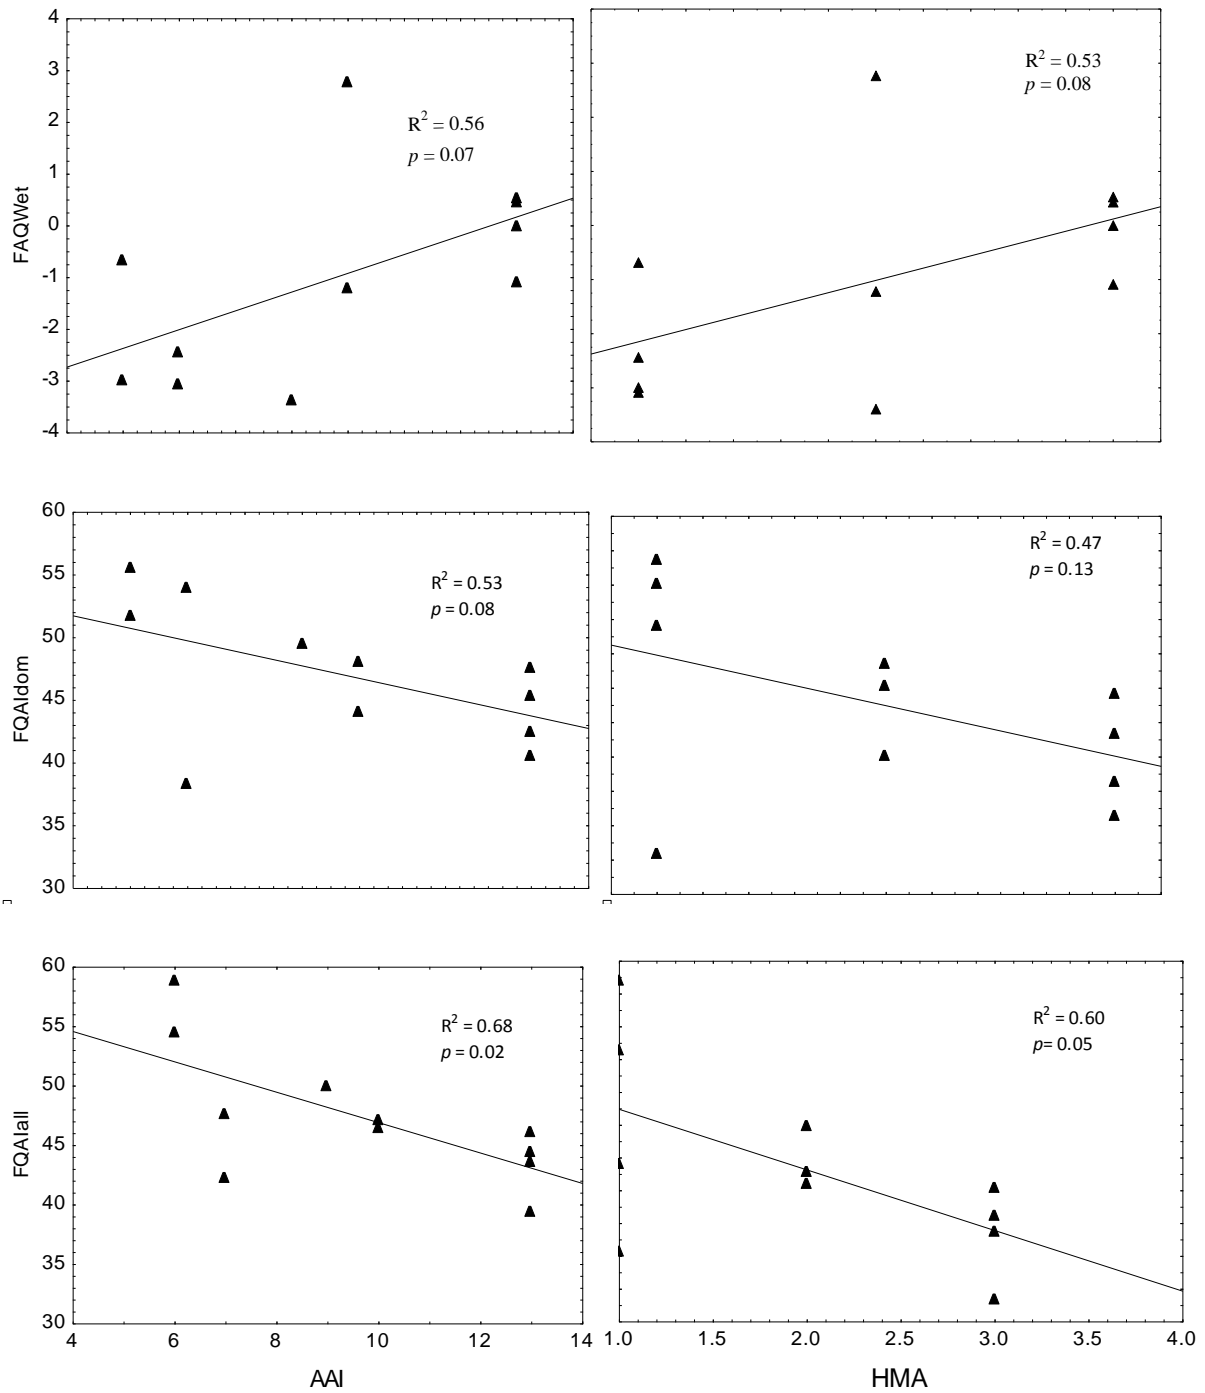 4
3
2
1
0
-1
-2
-3
-4
FAQWet
R² = 0.56
p = 0.07
R² = 0.53
p = 0.08
60
55
50
45
40
35
30
FQAIdom
R² = 0.53
p = 0.08
R² = 0.47
p = 0.13
60
55
50
45
40
35
30
FQAIall
R² = 0.68
p = 0.02
R² = 0.60
p= 0.05
4 6 8 10 12 14
1.0 1.5 2.0 2.5 3.0 3.5 4.0
AAI
HMA